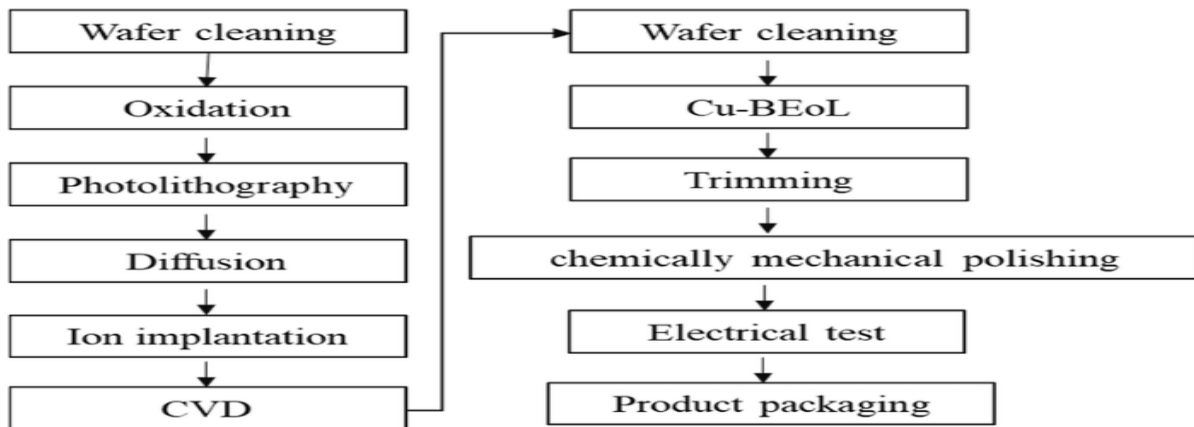 Wafer cleaning
Oxidation
Photolithography
Diffusion
Ion implantation
CVD
Wafer cleaning
Cu-BEoL
Trimming
chemically mechanical polishing
Electrical test
Product packaging